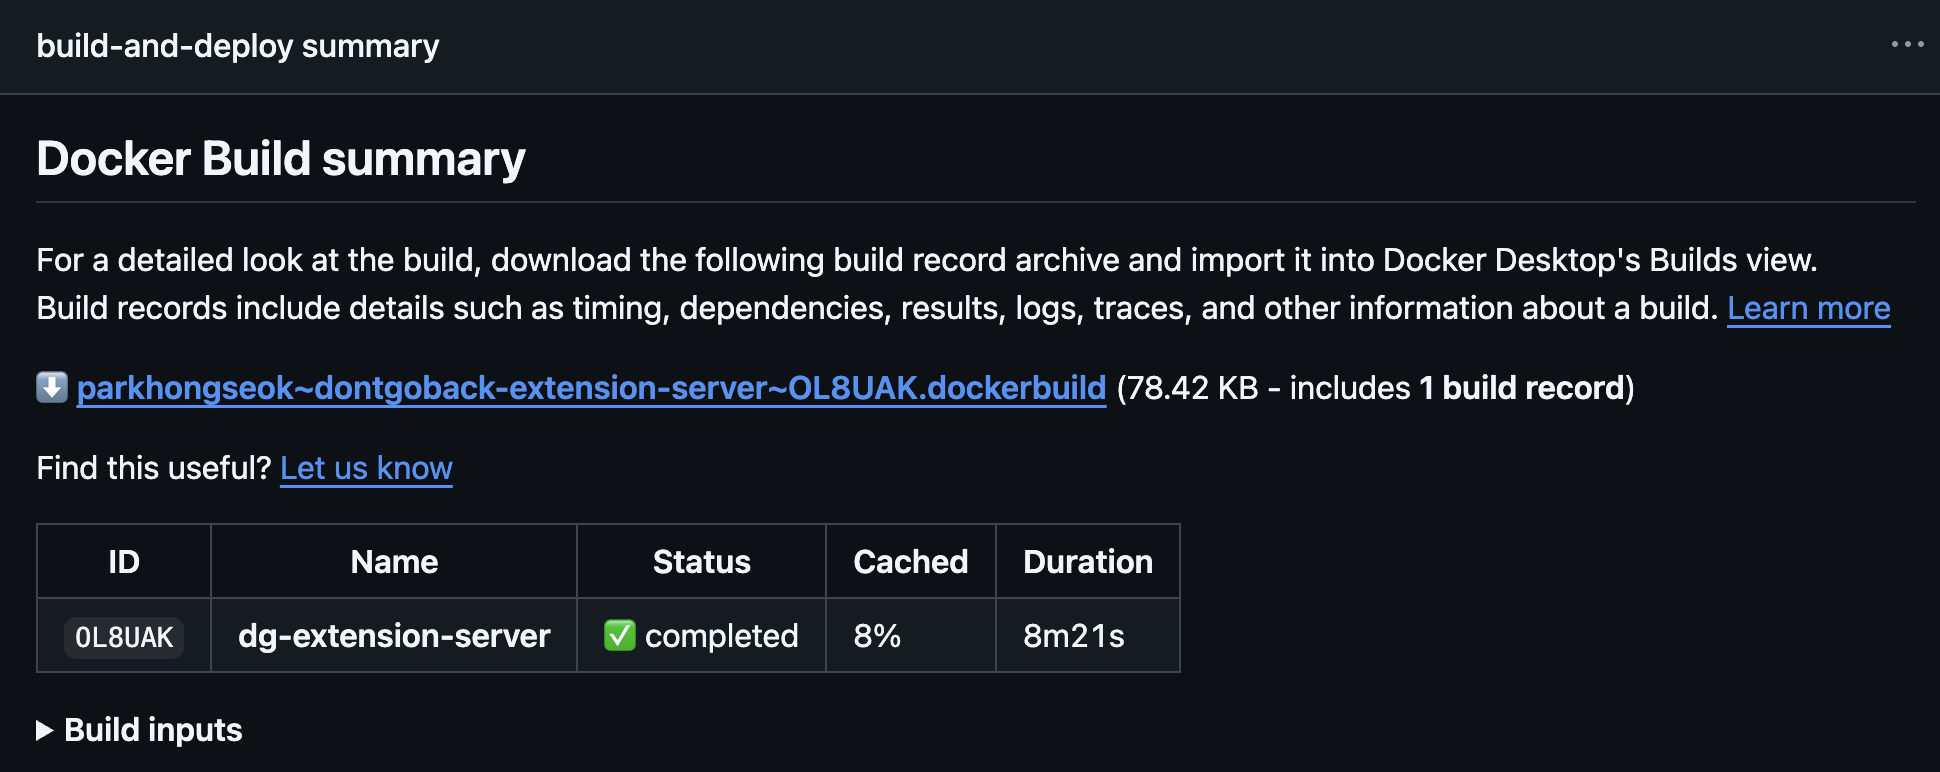 build-and-deploy summary
Docker Build summary
For a detailed look at the build, download the following build record archive and import it into Docker Desktop's Builds view.
Build records include details such as timing, dependencies, results, logs, traces, and other information about a build. Learn more
parkhongseok~dontgoback-extension-server~OL8UAK.dockerbuild (78.42 KB - includes 1 build record)
Find this useful? Let us know
ID Name Status Cached Duration
OL8UAK dg-extension-server ✅ completed 8% 8m21s
Build inputs